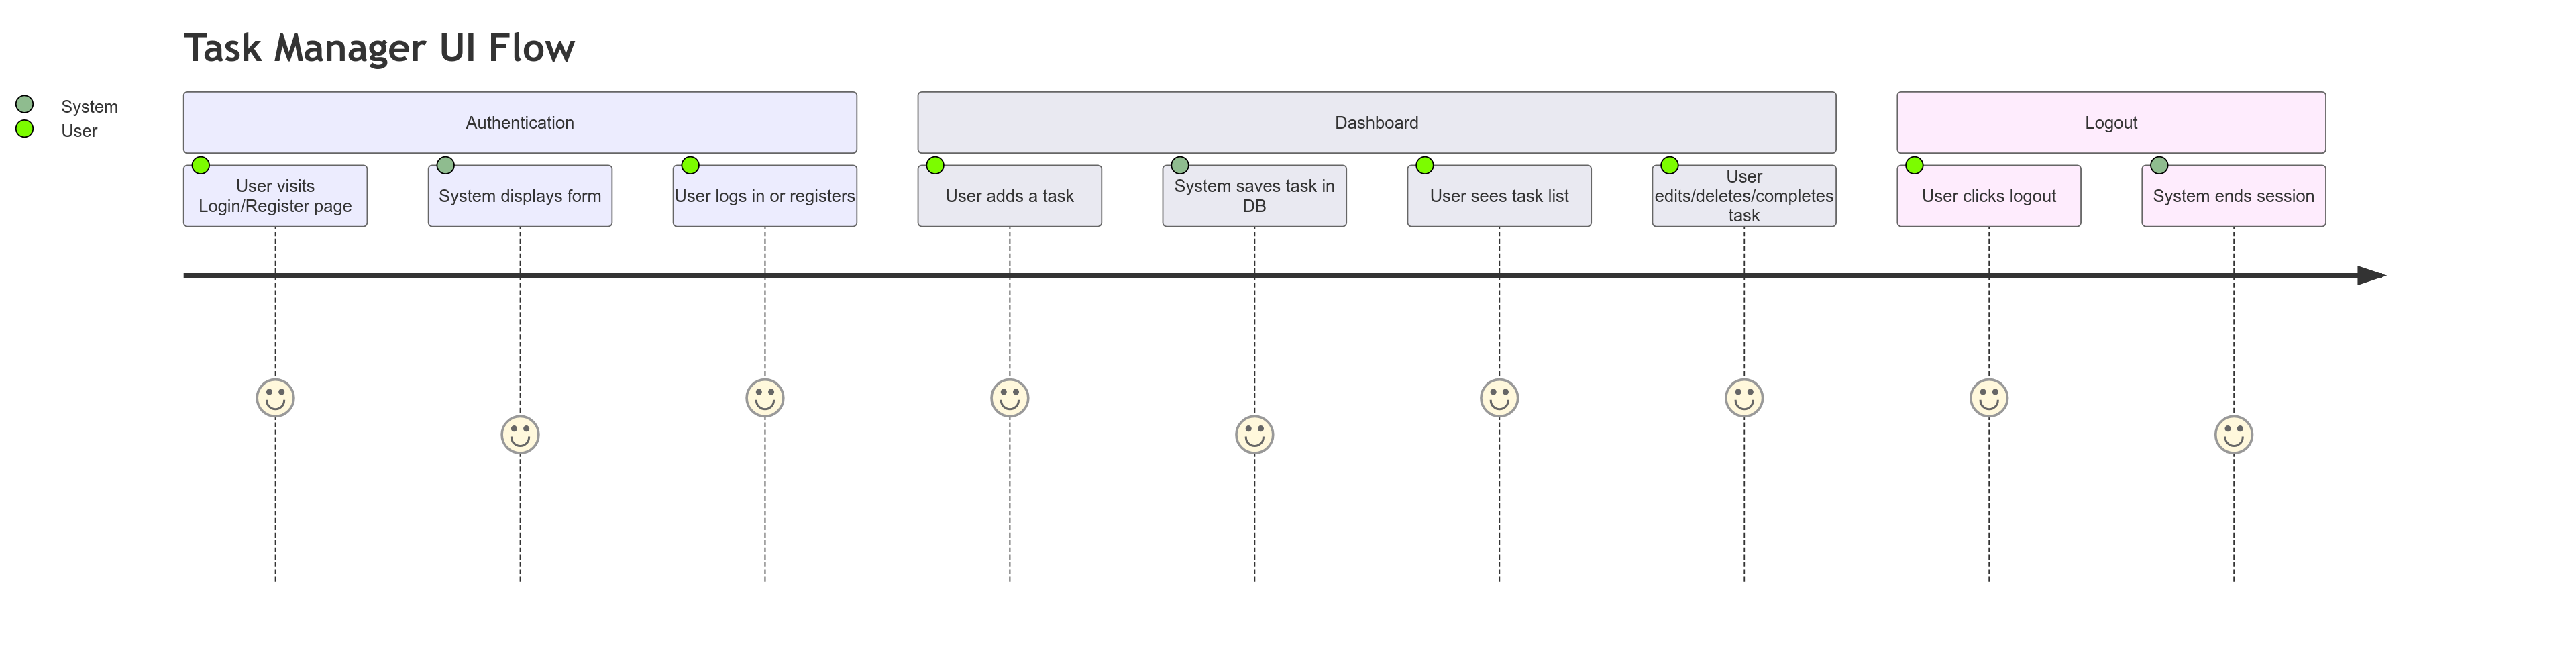 Task Manager UI Flow
System
User
Authentication
Dashboard
Logout
User visits
Login/Register page
System displays form
User logs in or registers
User adds a task
System saves task in
DB
User sees task list
User
edits/deletes/completes
task
User clicks logout
System ends session